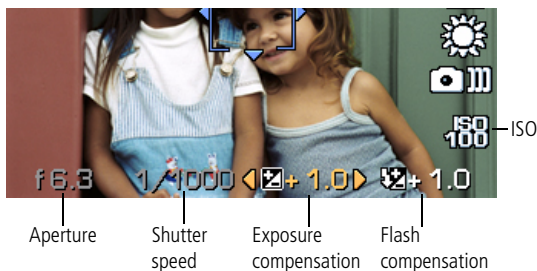 ISO
100
ISO
f 6.3 1/1000 + 1.0 + 1.0
Aperture Shutter speed Exposure compensation Flash compensation